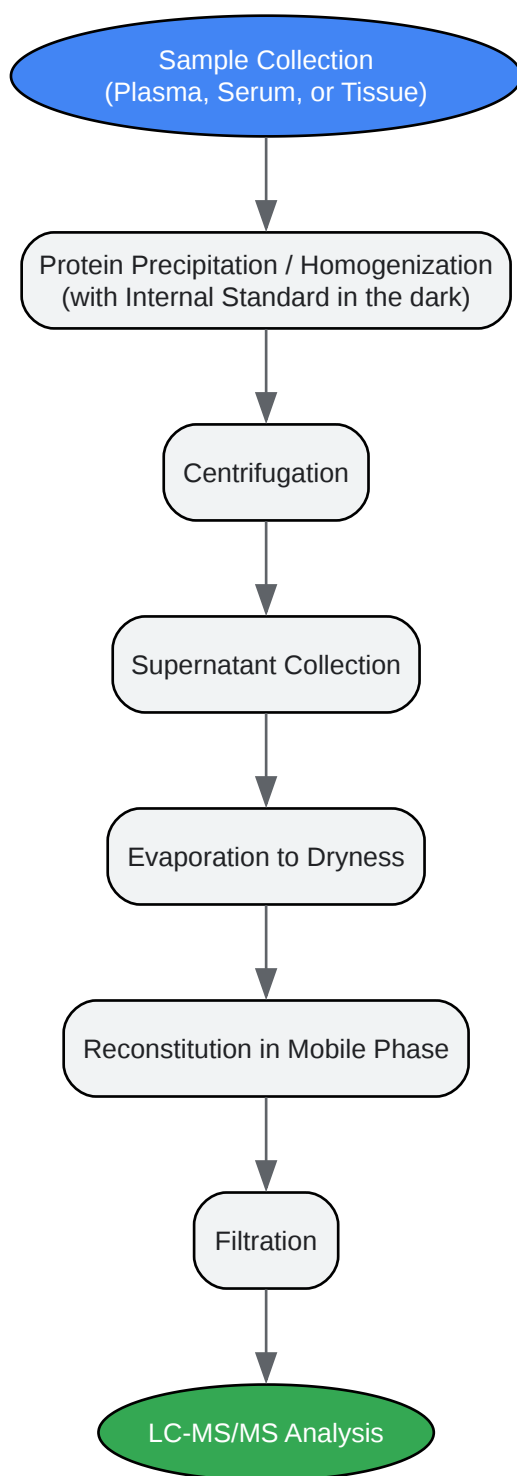 Sample Collection
(Plasma, Serum, or Tissue)
Protein Precipitation / Homogenization
(with Internal Standard in the dark)
Centrifugation
Supernatant Collection
Evaporation to Dryness
Reconstitution in Mobile Phase
Filtration
LC-MS/MS Analysis